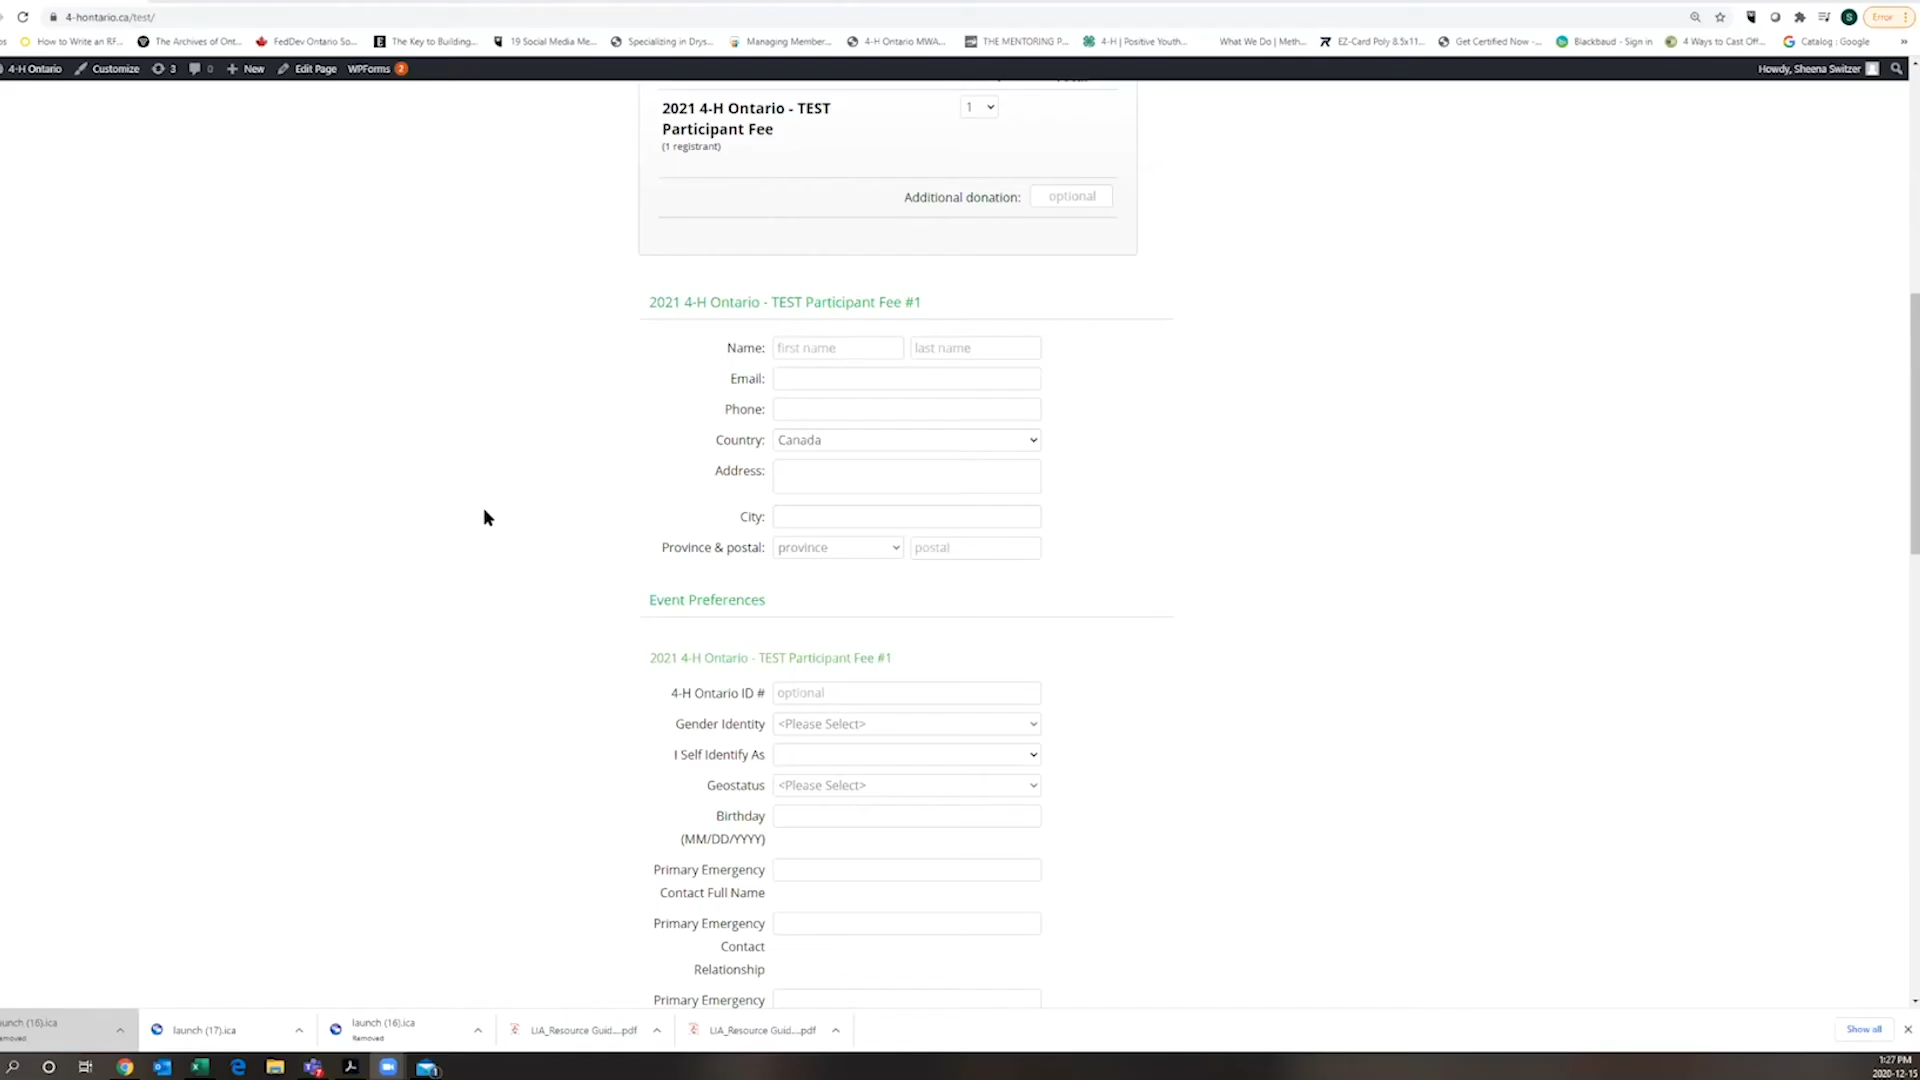 4-hontario.ca/test/
Error
How to Write an RF...
The Archives of Ont...
FedDev Ontario So...
The Key to Building...
19 Social Media Me...
Specializing in Drys...
Managing Member...
4-H Ontario MWA...
THE MENTORING P...
4-H | Positive Youth...
What We Do | Meth...
EZ-Card Poly 8.5x11...
Get Certified Now -...
Blackbaud - Sign in
4 Ways to Cast Off...
Catalog : Google
»
4-H Ontario
Customize
3
0
New
Edit Page
WPForms 2
Howdy, Sheena Switzer
2021 4-H Ontario - TEST
Participant Fee
(1 registrant)
1
Additional donation: optional
2021 4-H Ontario - TEST Participant Fee #1
Name: first name last name
Email:
Phone:
Country: Canada
Address:
City:
Province & postal: province postal
Event Preferences
2021 4-H Ontario - TEST Participant Fee #1
4-H Ontario ID # optional
Gender Identity <Please Select>
I Self Identify As
Geostatus <Please Select>
Birthday
(MM/DD/YYYY)
Primary Emergency
Contact Full Name
Primary Emergency
Contact
Relationship
Primary Emergency
launch (17).ica
launch (16).ica
Removed
LIA_Resource Guid....pdf
LIA_Resource Guid....pdf
Show all
1:27 PM
2020-12-15